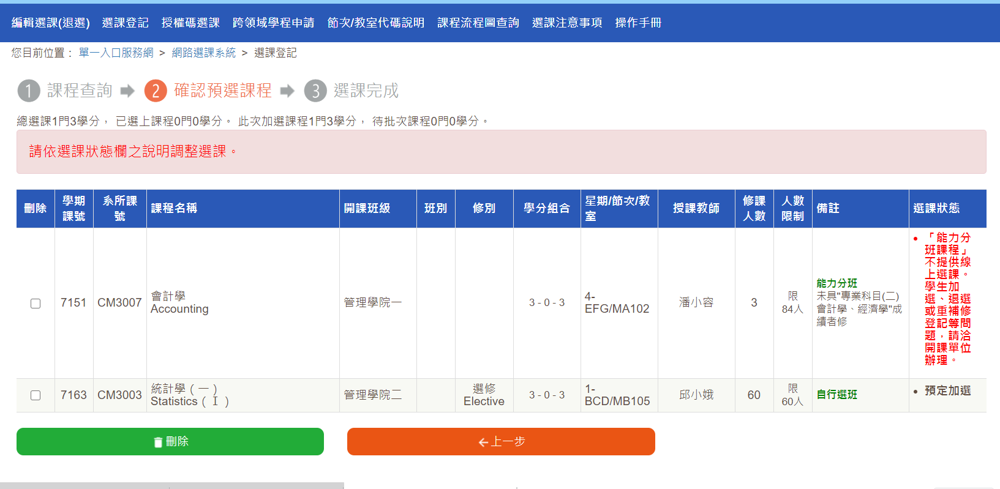 編輯選課(退選) 選課登記 授權碼選課 跨領域學程申請 節次/教室代碼說明 課程流程圖查詢 選課注意事項 操作手冊
您目前位置： 單一入口服務網 > 網路選課系統 > 選課登記
1 課程查詢 2 確認預選課程 3 選課完成
總選課1門3學分， 已選上課程0門0學分。 此次加選課程1門3學分， 待批次課程0門0學分。
請依選課狀態欄之說明調整選課。
刪除
學期
課號
系所課
號
課程名稱
開課班級
班別
修別
學分組合
星期/節次/教
室
授課教師
修課
人數
人數
限制
備註
選課狀態
7151
CM3007
會計學
Accounting
管理學院一
3 - 0 - 3
4-
EFG/MA102
潘小容
3
限
84人
能力分班
未具"專業科目(二)
會計學、經濟學"成
績者修
「能力分
班課程」
不提供線
上選課。
學生加
選、退選
或重補修
登記等問
題，請洽
開課單位
辦理。
7163
CM3003
統計學（一）
Statistics（Ｉ）
管理學院二
選修
Elective
3 - 0 - 3
1-
BCD/MB105
邱小娥
60
限
60人
自行選班
預定加選
刪除
上一步